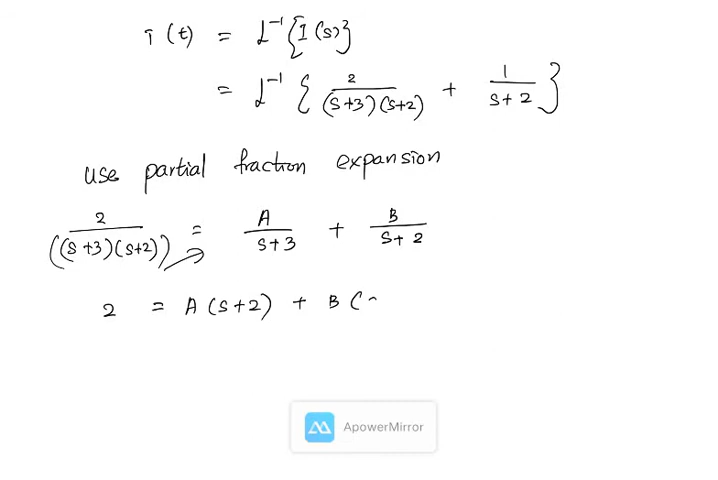 i(t) = L⁻¹{I(s)}
= L⁻¹{ 2/((s+3)(s+2)) + 1/(s+2) }
use partial fraction expansion
2/((s+3)(s+2)) = A/(s+3) + B/(s+2)
2 = A(s+2) + B(
ApowerMirror